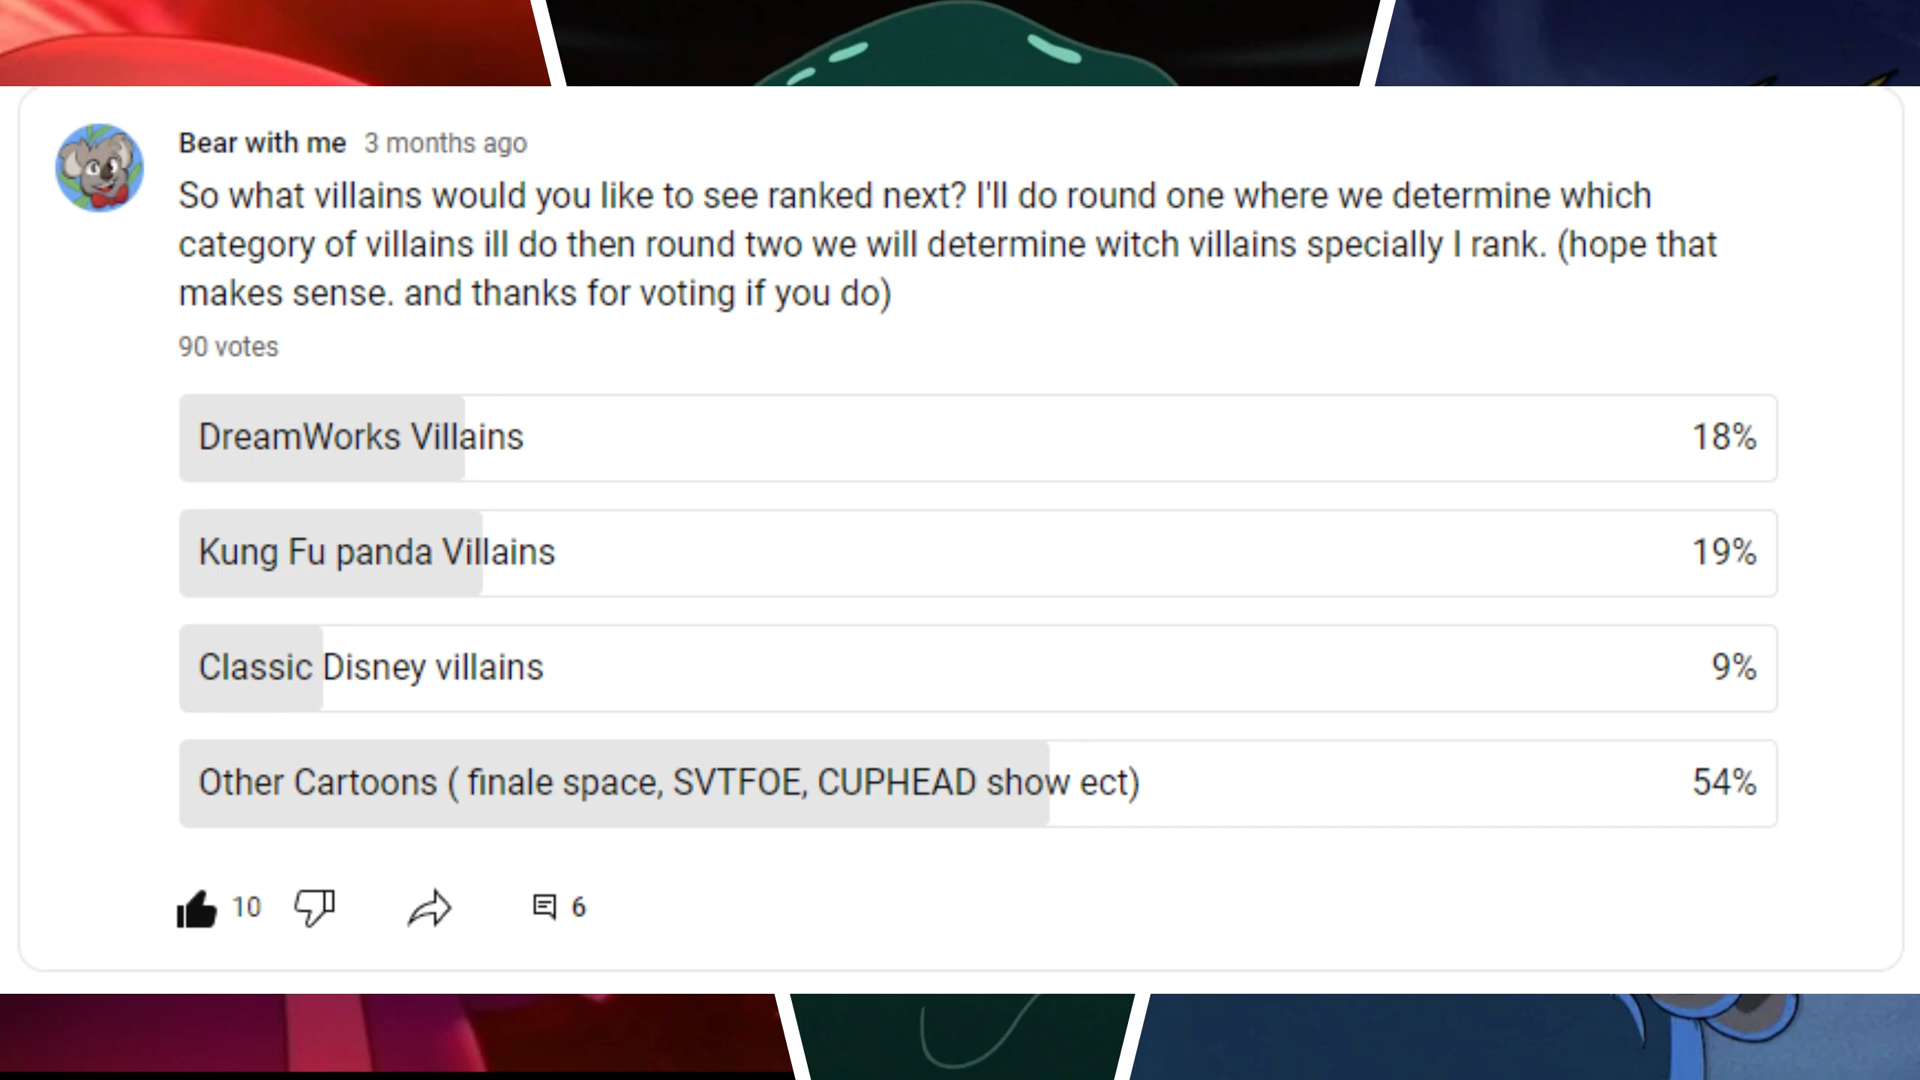 Bear with me 3 months ago
So what villains would you like to see ranked next? I'll do round one where we determine which
category of villains ill do then round two we will determine witch villains specially I rank. (hope that
makes sense. and thanks for voting if you do)
90 votes
DreamWorks Villains 18%
Kung Fu panda Villains 19%
Classic Disney villains 9%
Other Cartoons ( finale space, SVTFOE, CUPHEAD show ect) 54%
10 6